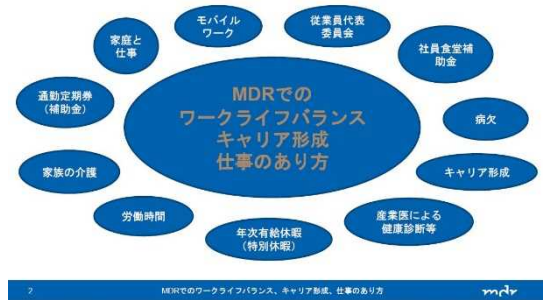 モバイル
ワーク
従業員代表
委員会
家庭と
仕事
社員食堂補
助金
通勤定期券
(補助金)
MDRでの
ワークライフバランス
キャリア形成
仕事のあり方
病欠
家族の介護
キャリア形成
労働時間
年次有給休暇
(特別休暇)
産業医による
健康診断等
2
MDRでのワークライフバランス、キャリア形成、仕事のあり方
mdr